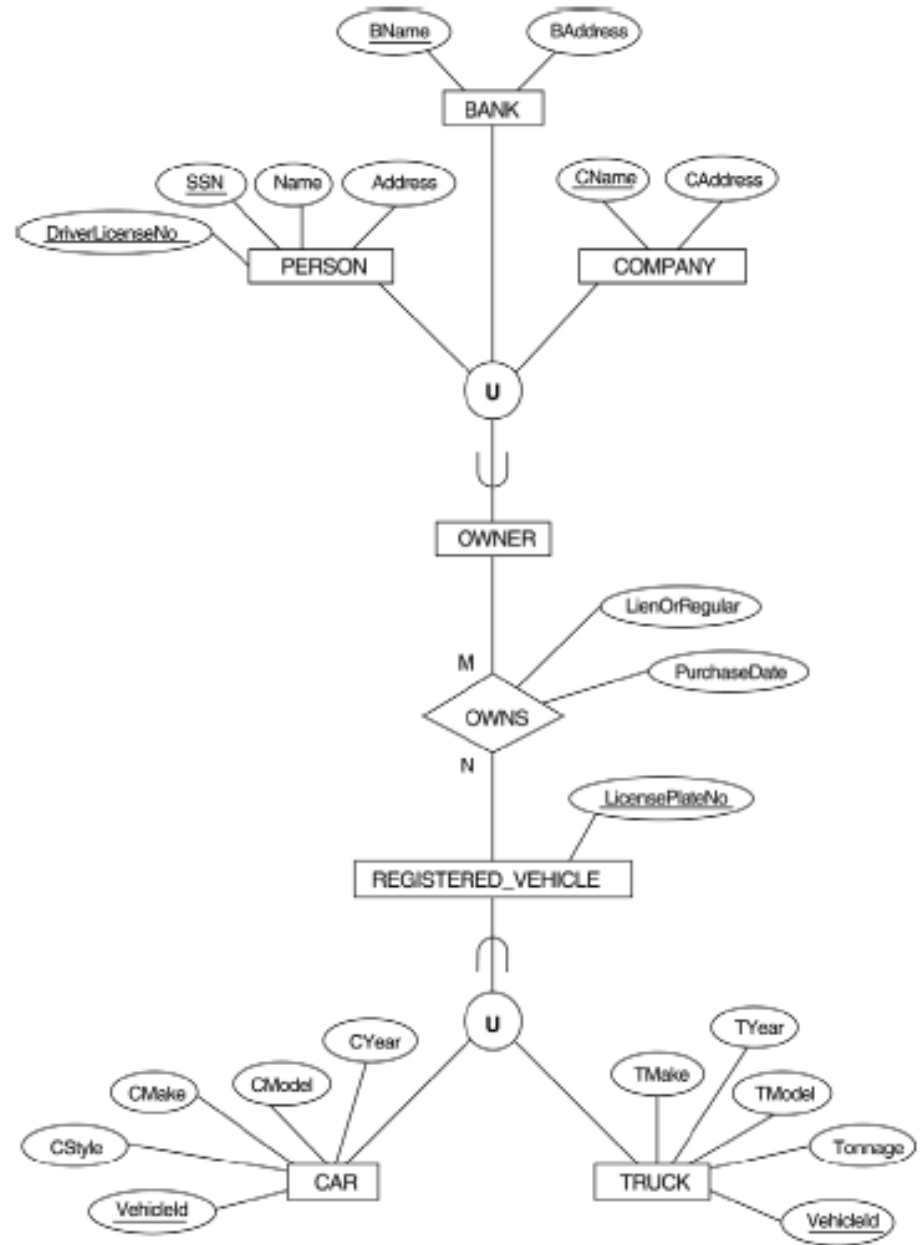 BName
BAddress
BANK
SSN
Name
Address
CName
CAddress
DriverLicenseNo
PERSON
COMPANY
U
OWNER
LienOrRegular
M
PurchaseDate
OWNS
N
LicensePlateNo
REGISTERED_VEHICLE
U
CYear
TYear
CModel
TMake
CMake
TModel
CStyle
Tonnage
CAR
TRUCK
VehicleId
VehicleId